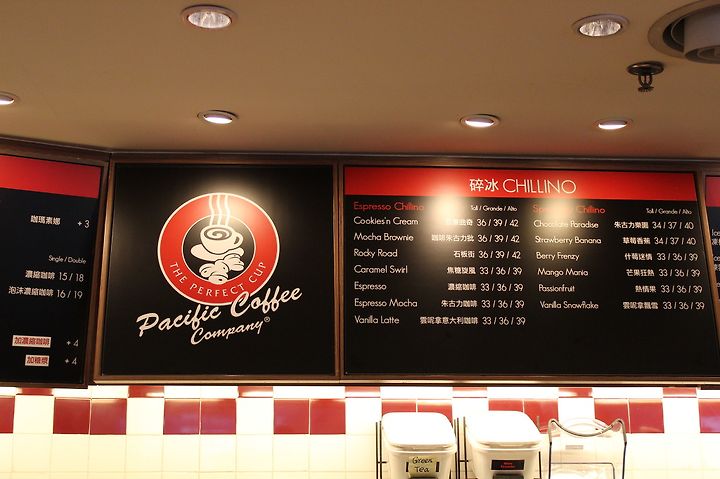 咖瑪素娜 + 3
Single / Double
濃縮咖啡 15 / 18
泡沫濃縮咖啡 16 / 19
加濃縮咖啡 + 4
加糖漿 + 4
THE PERFECT CUP
Pacific Coffee
Company®
碎冰 CHILLINO
Espresso Chillino Tall / Grande / Alto
Cookies'n Cream 曲奇 36 / 39 / 42
Mocha Brownie 咖啡朱古力批 36 / 39 / 42
Rocky Road 石板街 36 / 39 / 42
Caramel Swirl 焦糖旋風 33 / 36 / 39
Espresso 濃縮咖啡 33 / 36 / 39
Espresso Mocha 朱古力咖啡 33 / 36 / 39
Vanilla Latte 雲呢拿意大利咖啡 33 / 36 / 39
Chillino Tall / Grande / Alto
Chocolate Paradise 朱古力樂園 34 / 37 / 40
Strawberry Banana 草莓香蕉 34 / 37 / 40
Berry Frenzy 什莓迷情 33 / 36 / 39
Mango Mania 芒果狂熱 33 / 36 / 39
Passionfruit 熱情果 33 / 36 / 39
Vanilla Snowflake 雲呢拿飄雪 33 / 36 / 39
Green
Tea